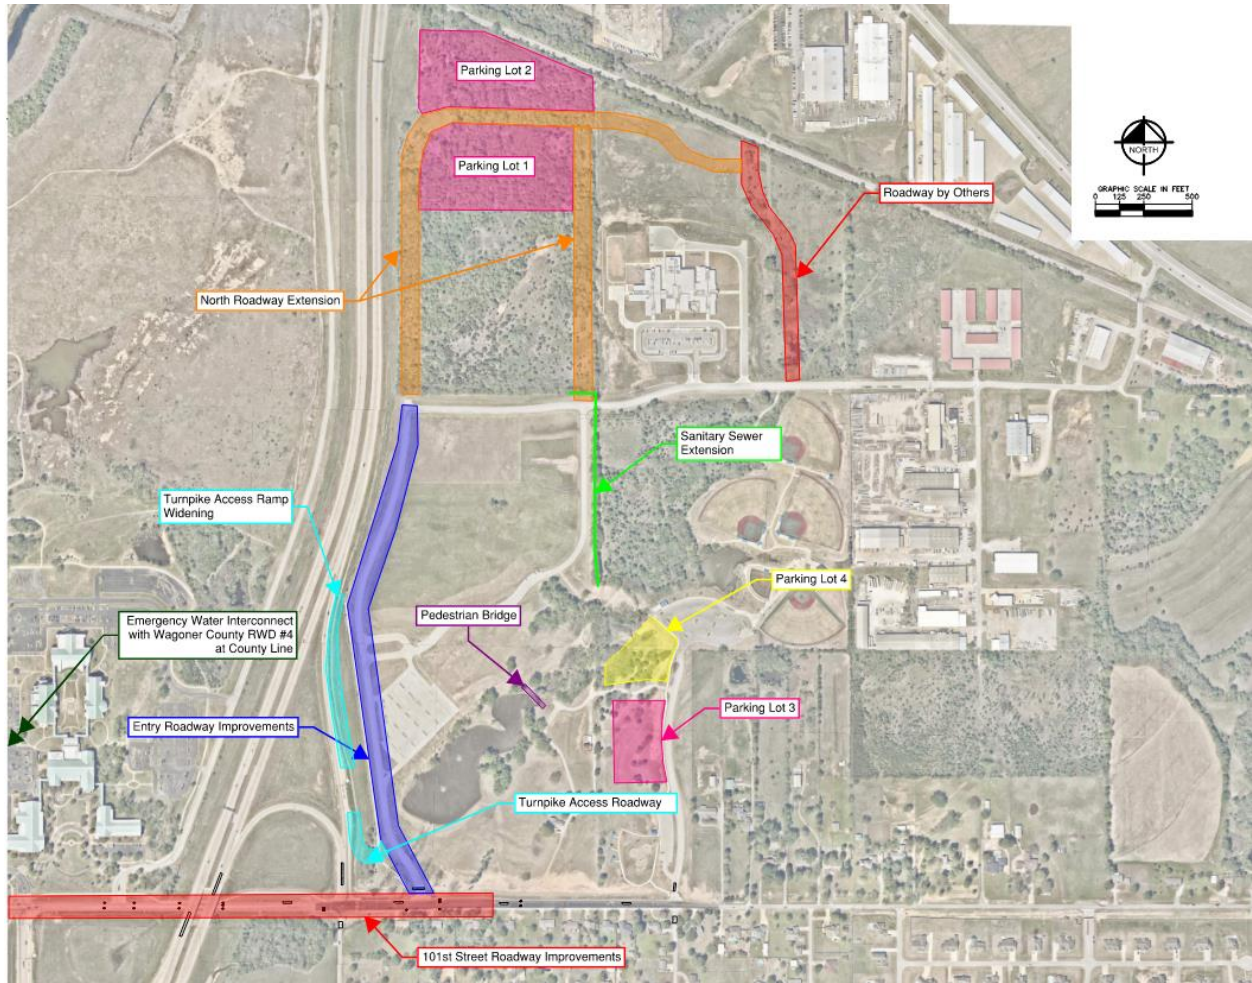 Parking Lot 2
NORTH
GRAPHIC SCALE IN FEET
0 125 250 500
Parking Lot 1
Roadway by Others
North Roadway Extension
Sanitary Sewer
Extension
Turnpike Access Ramp
Widening
Parking Lot 4
Pedestrian Bridge
Emergency Water Interconnect
with Wagoner County RWD #4
at County Line
Parking Lot 3
Entry Roadway Improvements
Turnpike Access Roadway
101st Street Roadway Improvements